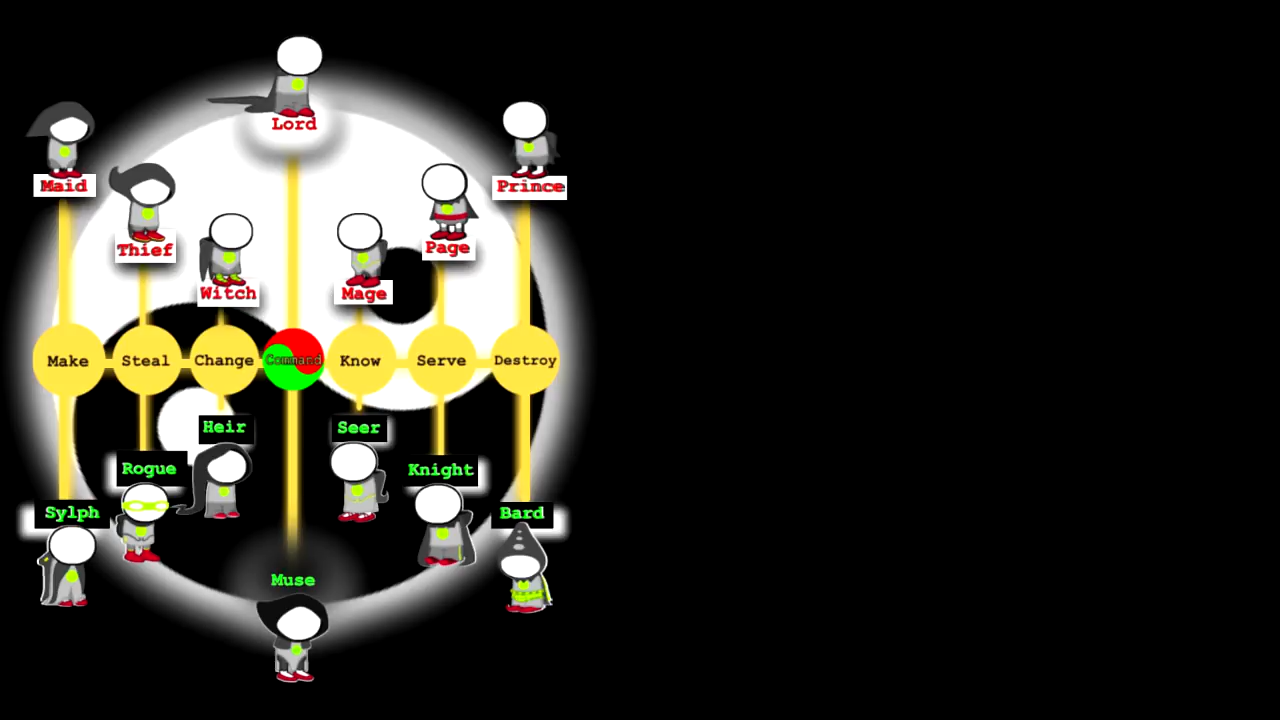 Lord
Maid
Prince
Thief
Page
Witch
Mage
Make
Steal
Change
Command
Know
Serve
Destroy
Heir
Seer
Rogue
Knight
Sylph
Bard
Muse